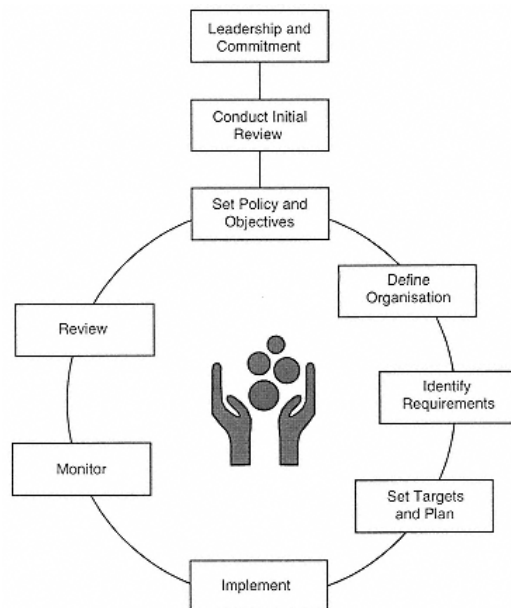 Leadership and
Commitment
Conduct Initial
Review
Set Policy and
Objectives
Define
Organisation
Identify
Requirements
Set Targets
and Plan
Implement
Monitor
Review